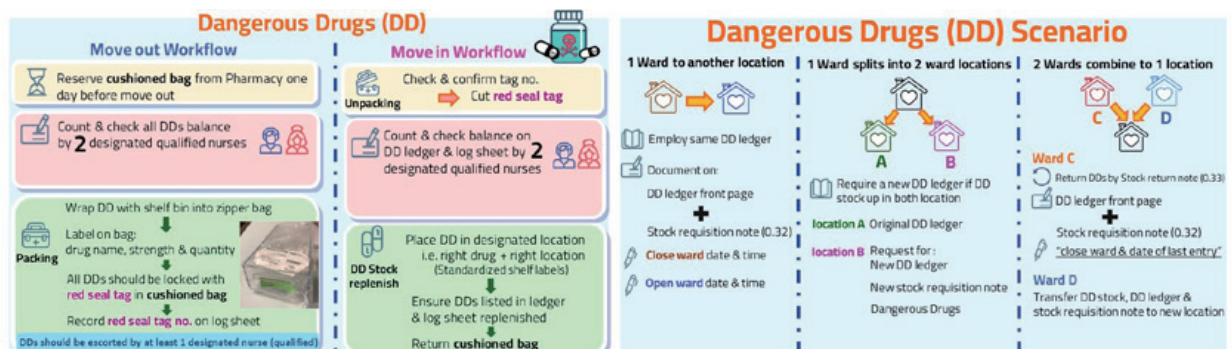 Dangerous Drugs (DD)
Move out Workflow
Reserve cushioned bag from Pharmacy one
day before move out
Count & check all DDs balance
by 2 designated qualified nurses
Packing
Wrap DD with shelf bin into zipper bag
Label on bag:
drug name, strength & quantity
All DDs should be locked with
red seal tag in cushioned bag
Record red seal tag no. on log sheet
DDs should be escorted by at least 1 designated nurse (qualified)
Move in Workflow
Unpacking
Check & confirm tag no.
Cut red seal tag
Count & check balance on
DD ledger & log sheet by 2
designated qualified nurses
DD Stock
replenish
Place DD in designated location
i.e. right drug + right location
(Standardized shelf labels)
Ensure DDs listed in ledger
& log sheet replenished
Return cushioned bag
Dangerous Drugs (DD) Scenario
1 Ward to another location
Employ same DD ledger
Document on:
DD ledger front page
+
Stock requisition note (0.32)
Close ward date & time
Open ward date & time
1 Ward splits into 2 ward locations
A B
Require a new DD ledger if DD
stock up in both location
location A Original DD ledger
location B Request for:
New DD ledger
New stock requisition note
Dangerous Drugs
2 Wards combine to 1 location
C D
Ward C
Return DDs by Stock return note (0.33)
DD ledger front page
+
Stock requisition note (0.32)
"close ward & date of last entry"
Ward D
Transfer DD stock, DD ledger &
stock requisition note to new location